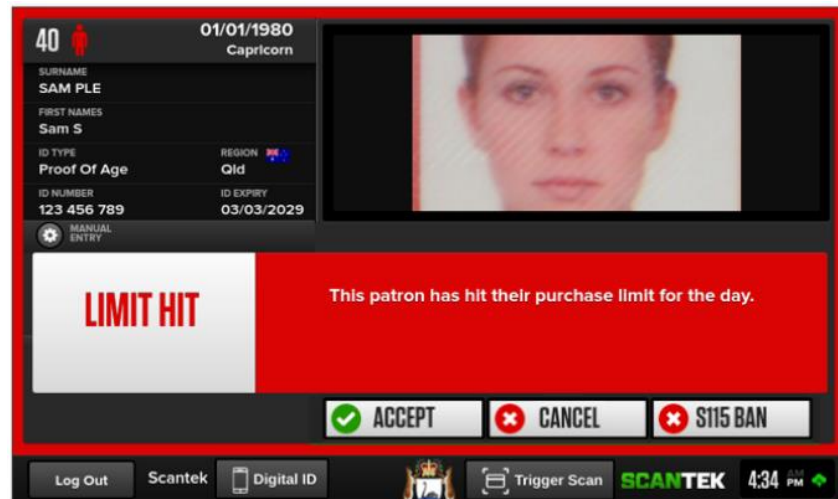 40
01/01/1980
Capricorn
SURNAME
SAM PLE
FIRST NAMES
Sam S
ID TYPE
Proof Of Age
REGION
Qld
ID NUMBER
123 456 789
ID EXPIRY
03/03/2029
MANUAL
ENTRY
LIMIT HIT
This patron has hit their purchase limit for the day.
ACCEPT
CANCEL
S115 BAN
Log Out
Scantek
Digital ID
Trigger Scan
SCANTEK
4:34 AM PM